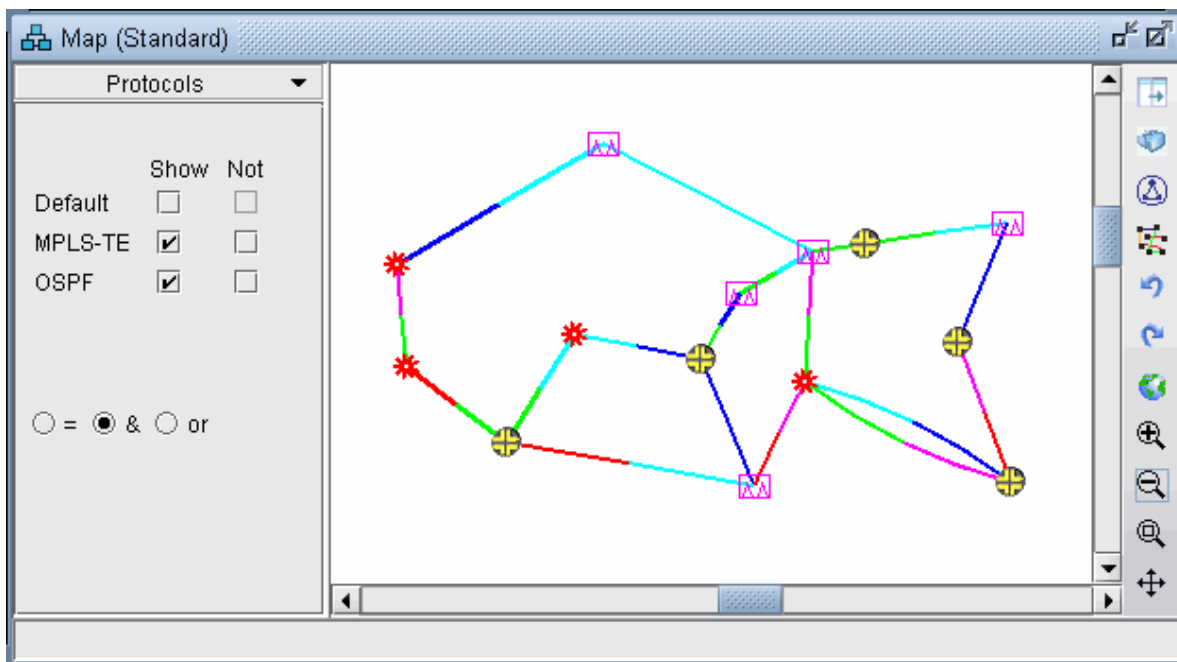 Map (Standard)
Protocols
Show Not
Default
MPLS-TE
OSPF
= & or